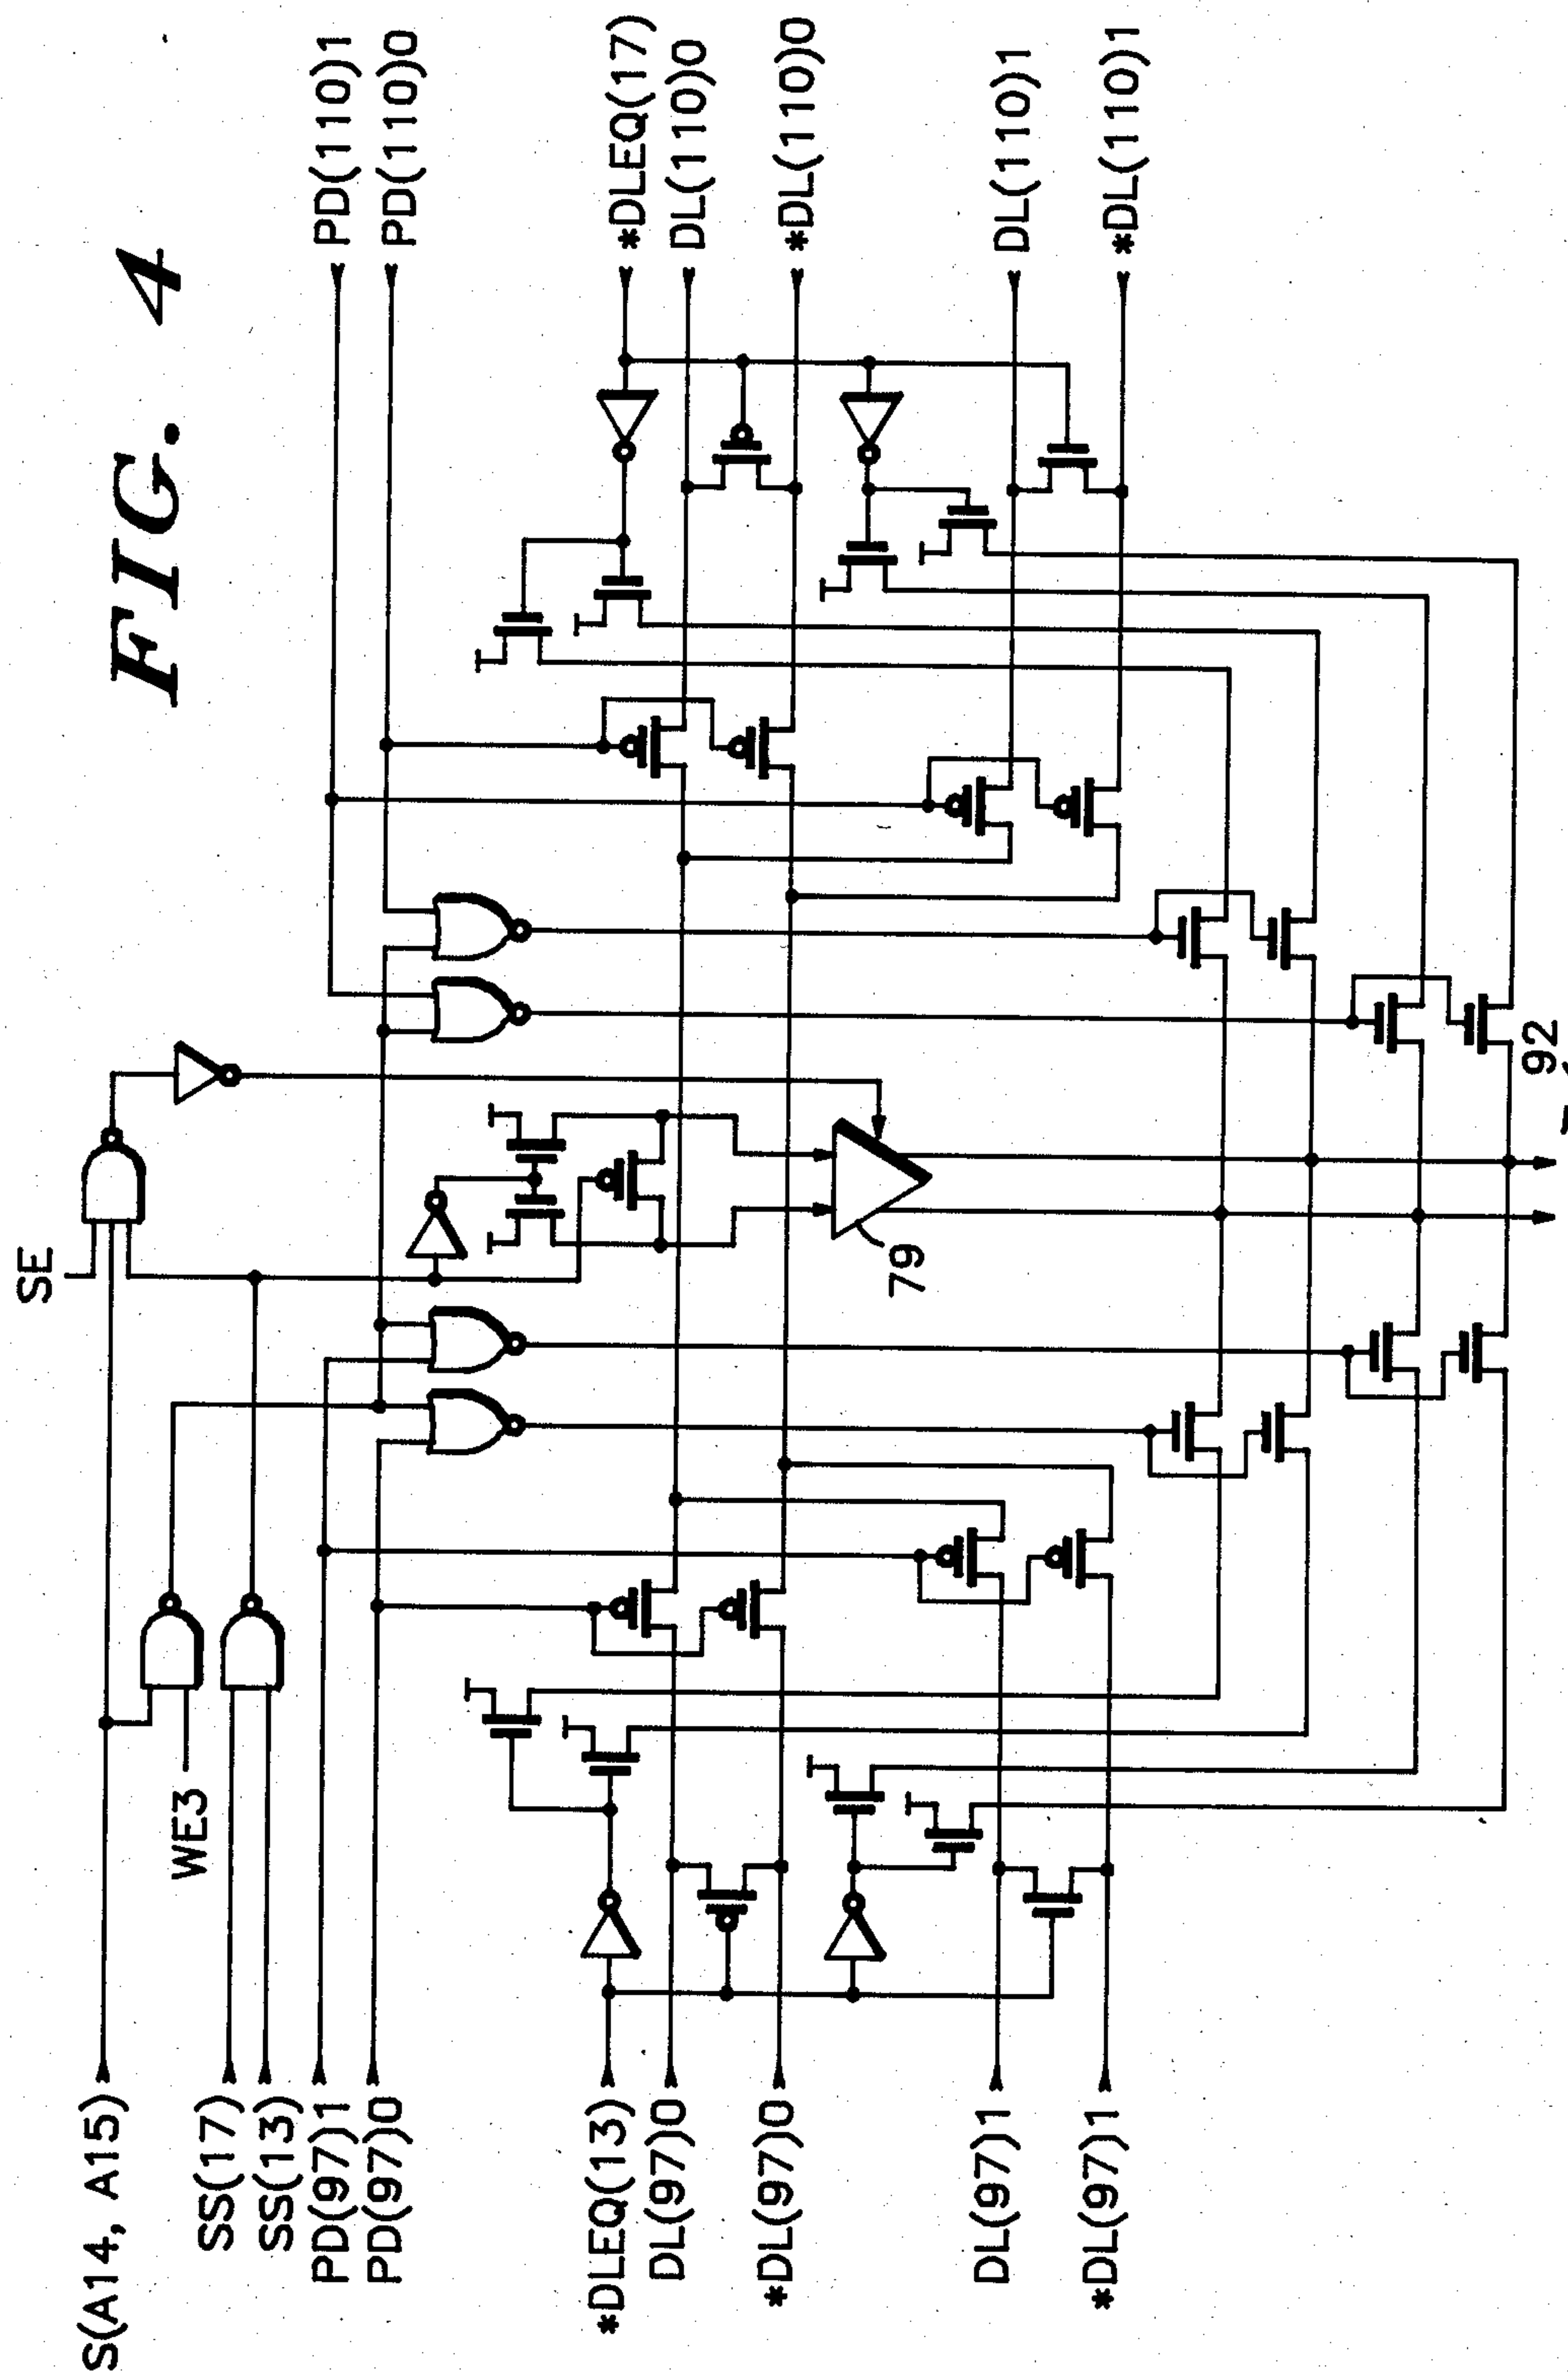 FIG. 4
S(A14, A15)
SE
WE3
SS(17)
SS(13)
PD(97)1
PD(97)0
PD(110)1
PD(110)0
*DLEQ(13)
DL(97)0
*DL(97)0
DL(97)1
*DL(97)1
*DLEQ(17)
DL(110)0
*DL(110)0
DL(110)1
*DL(110)1
79
92